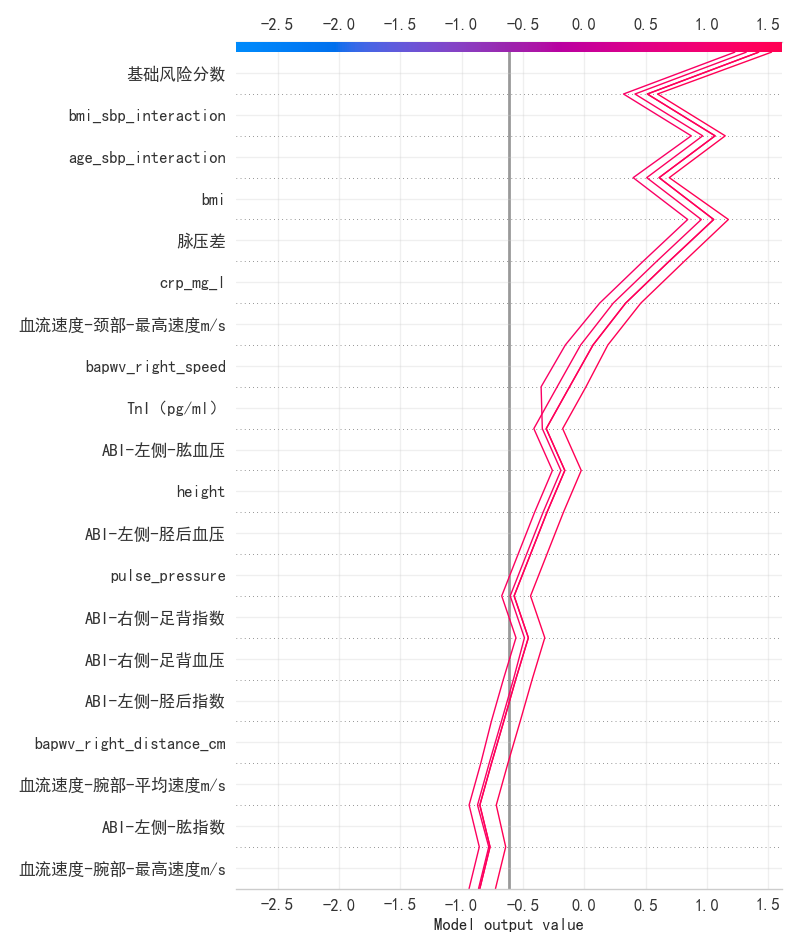 -2.5 -2.0 -1.5 -1.0 -0.5 0.0 0.5 1.0 1.5
基础风险分数
bmi_sbp_interaction
age_sbp_interaction
bmi
脉压差
crp_mg_l
血流速度-颈部-最高速度m/s
bapwv_right_speed
TnI（pg/ml）
ABI-左侧-肱血压
height
ABI-左侧-胫后血压
pulse_pressure
ABI-右侧-足背指数
ABI-右侧-足背血压
ABI-左侧-胫后指数
bapwv_right_distance_cm
血流速度-腕部-平均速度m/s
ABI-左侧-肱指数
血流速度-腕部-最高速度m/s
-2.5 -2.0 -1.5 -1.0 -0.5 0.0 0.5 1.0 1.5
Model output value